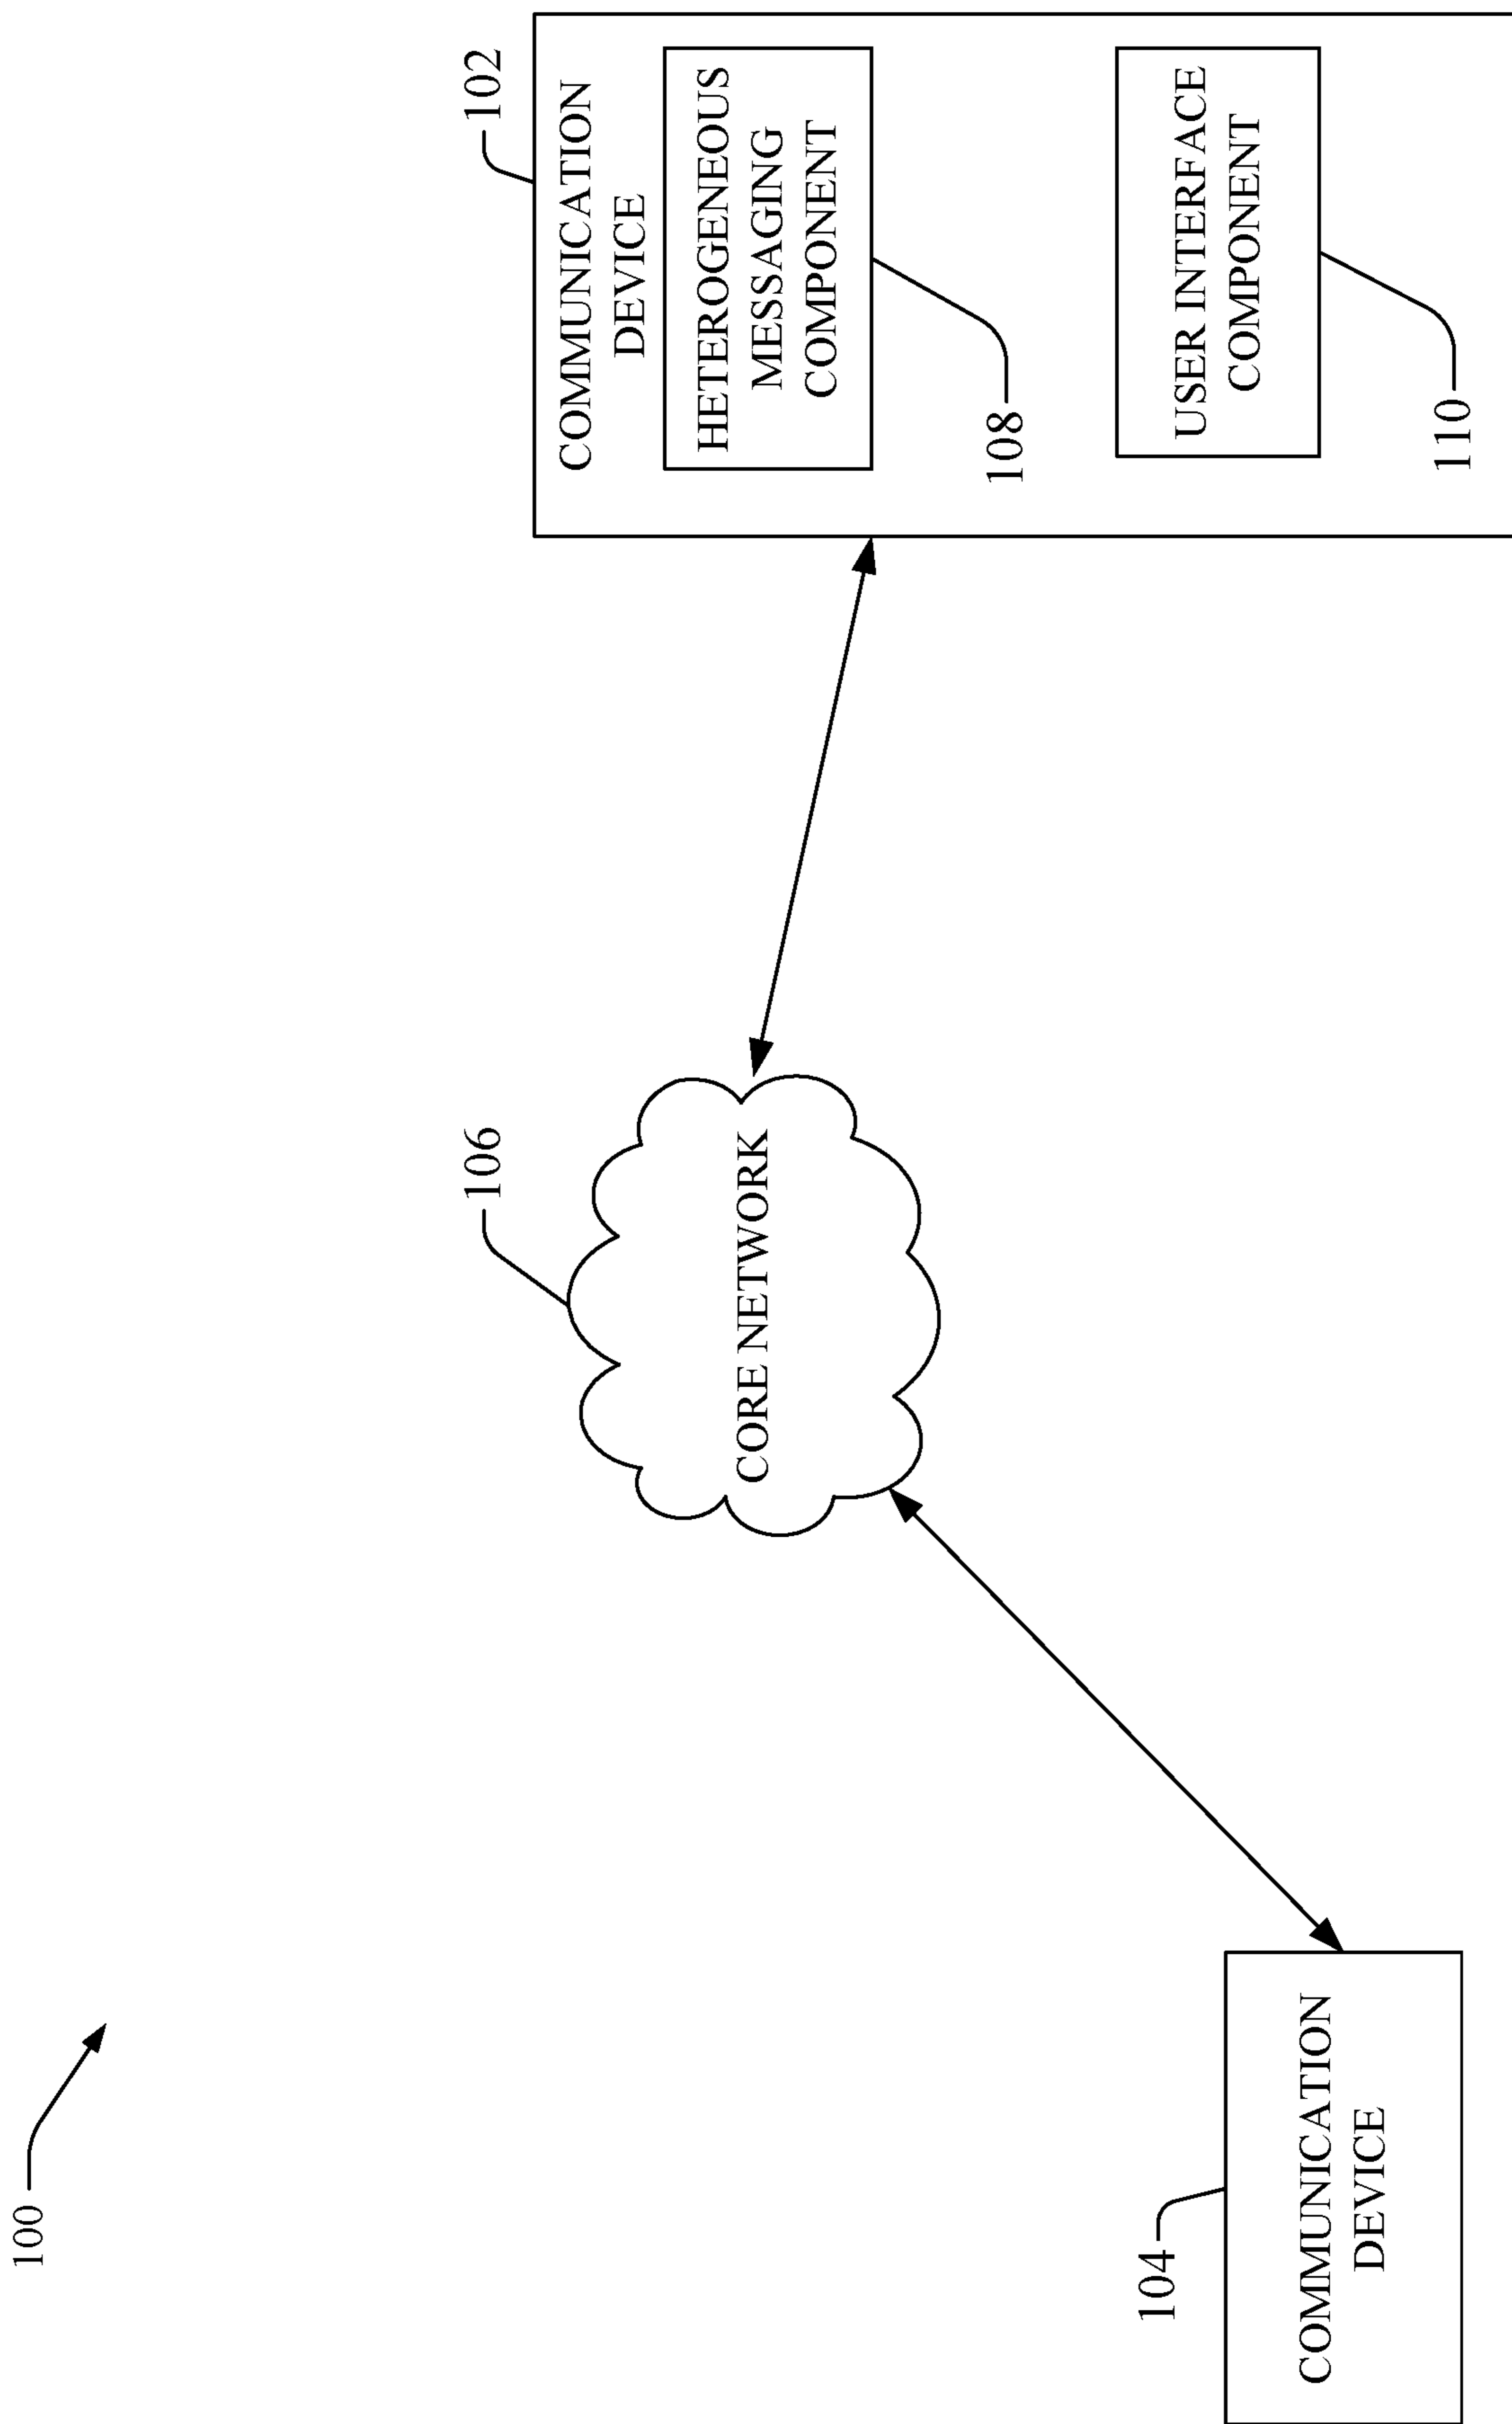 100
102
COMMUNICATION
DEVICE
HETEROGENEOUS
MESSAGING
COMPONENT
108
USER INTERFACE
COMPONENT
110
106
CORE NETWORK
104
COMMUNICATION
DEVICE